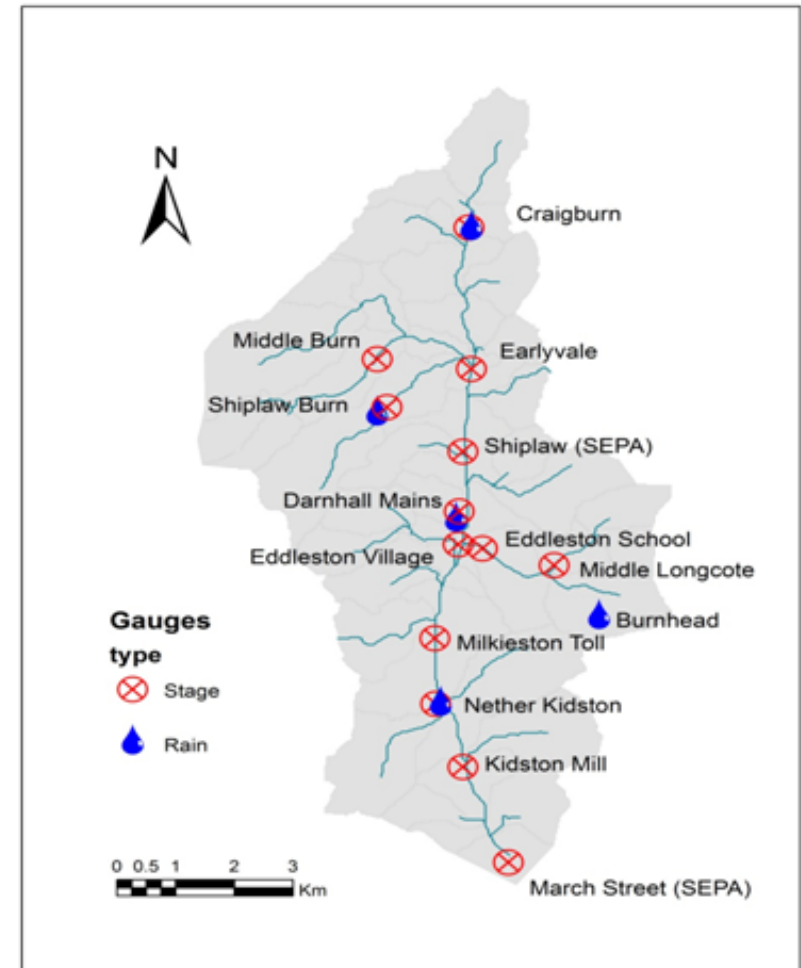 N
Craigburn
Middle Burn
Earlyvale
Shiplaw Burn
Shiplaw (SEPA)
Darnhall Mains
Eddleston School
Eddleston Village
Middle Longcote
Burnhead
Milkieston Toll
Nether Kidston
Kidston Mill
March Street (SEPA)
Gauges
type
Stage
Rain
0 0.5 1 2 3
Km